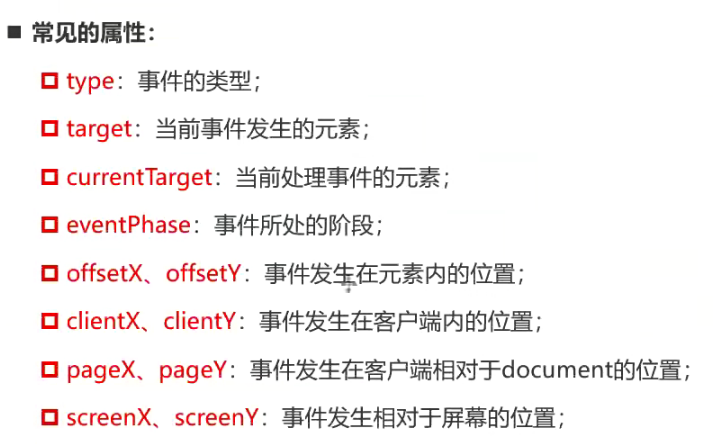 常见的属性：
type：事件的类型；
target：当前事件发生的元素；
currentTarget：当前处理事件的元素；
eventPhase：事件所处的阶段；
offsetX、offsetY：事件发生在元素内的位置；
clientX、clientY：事件发生在客户端内的位置；
pageX、pageY：事件发生在客户端相对于document的位置；
screenX、screenY：事件发生相对于屏幕的位置；